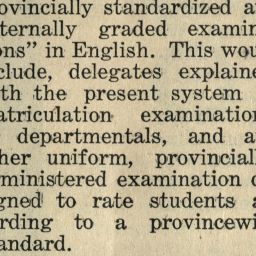 ovincially standardized a
ternally graded examin
ons” in English. This wou
clude, delegates explaine
th the present system
atriculation examination
departmentals, and a
her uniform, provincial
ministered examination d
gned to rate students a
rding to a provincewi
andard.